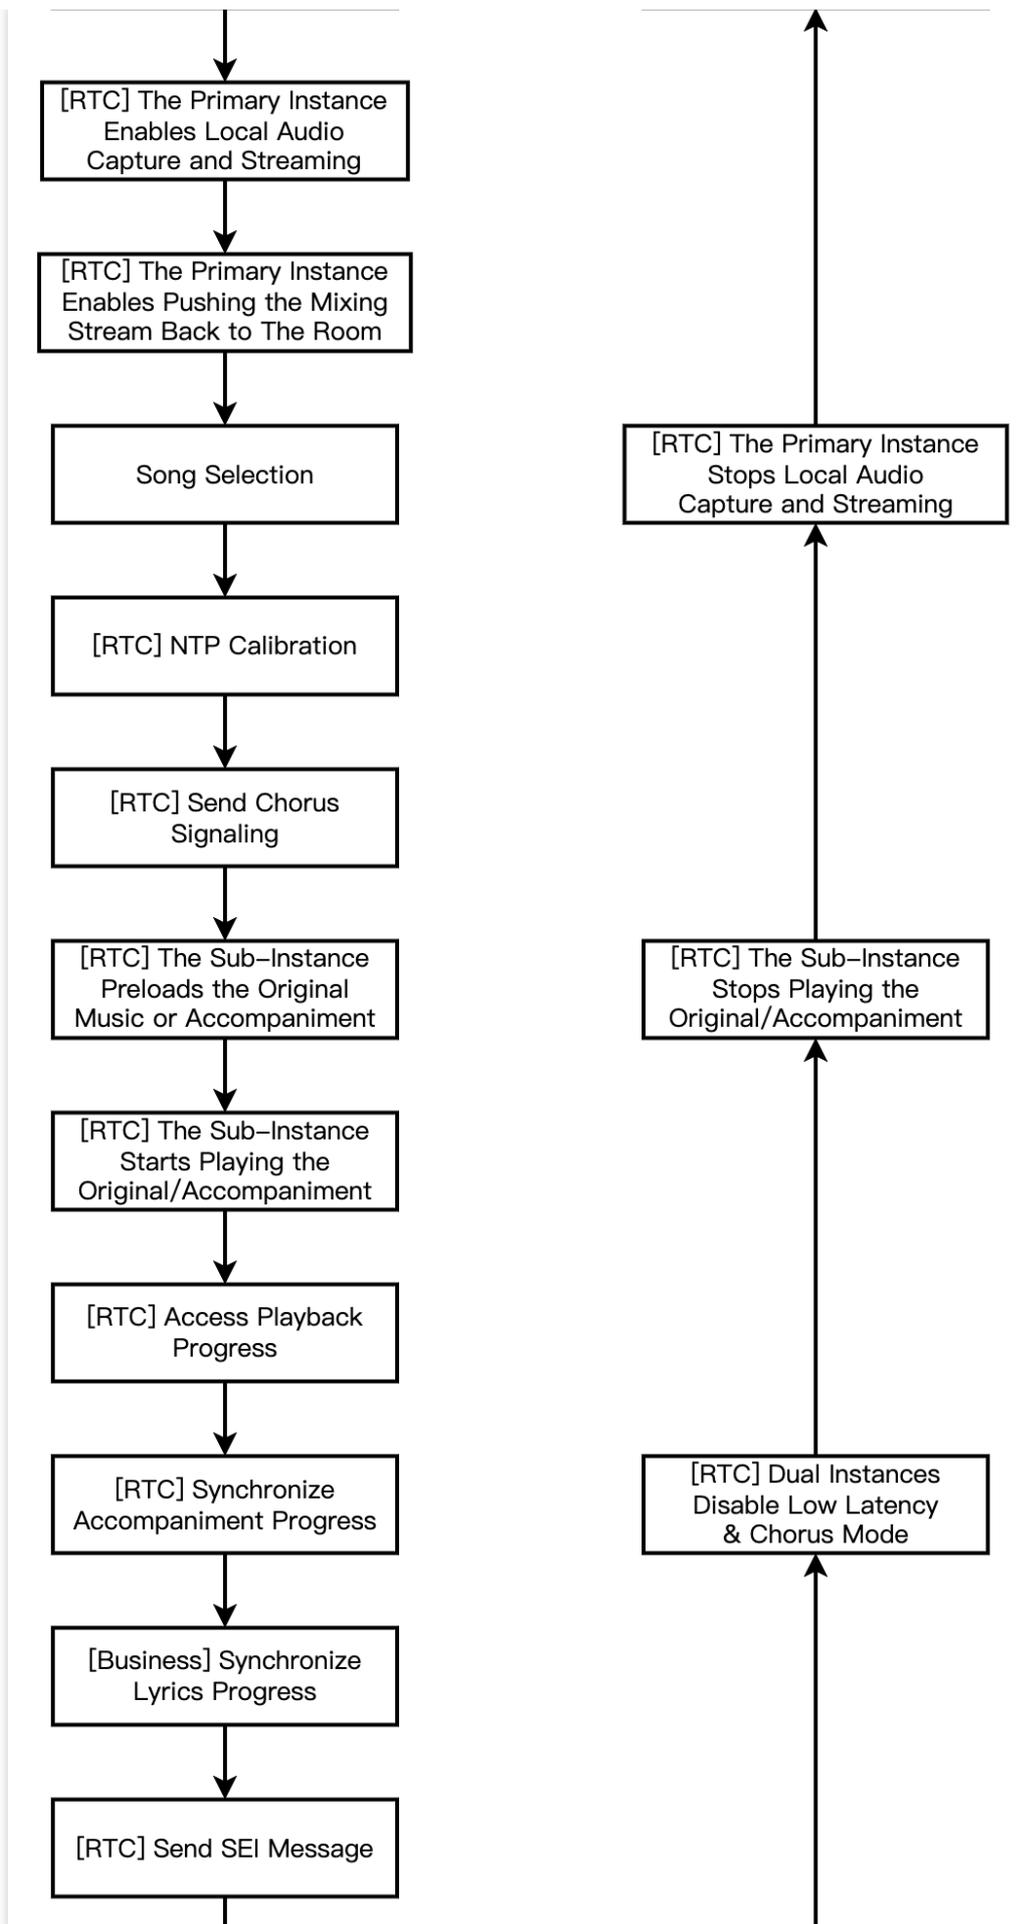 [RTC] The Primary Instance
Enables Local Audio
Capture and Streaming
[RTC] The Primary Instance
Enables Pushing the Mixing
Stream Back to The Room
Song Selection
[RTC] NTP Calibration
[RTC] Send Chorus
Signaling
[RTC] The Sub-Instance
Preloads the Original
Music or Accompaniment
[RTC] The Sub-Instance
Starts Playing the
Original/Accompaniment
[RTC] Access Playback
Progress
[RTC] Synchronize
Accompaniment Progress
[Business] Synchronize
Lyrics Progress
[RTC] Send SEI Message
[RTC] The Primary Instance
Stops Local Audio
Capture and Streaming
[RTC] The Sub-Instance
Stops Playing the
Original/Accompaniment
[RTC] Dual Instances
Disable Low Latency
& Chorus Mode